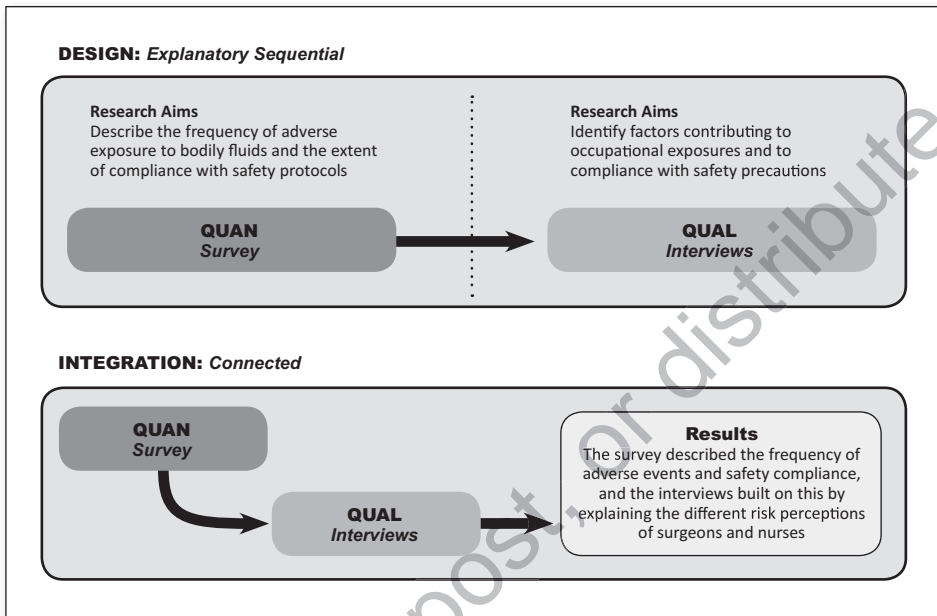 DESIGN: Explanatory Sequential
Research Aims
Describe the frequency of adverse
exposure to bodily fluids and the extent
of compliance with safety protocols
QUAN
Survey
Research Aims
Identify factors contributing to
occupational exposures and to
compliance with safety precautions
QUAL
Interviews
INTEGRATION: Connected
QUAN
Survey
QUAL
Interviews
Results
The survey described the frequency of
adverse events and safety compliance,
and the interviews built on this by
explaining the different risk perceptions
of surgeons and nurses
post, or distribute